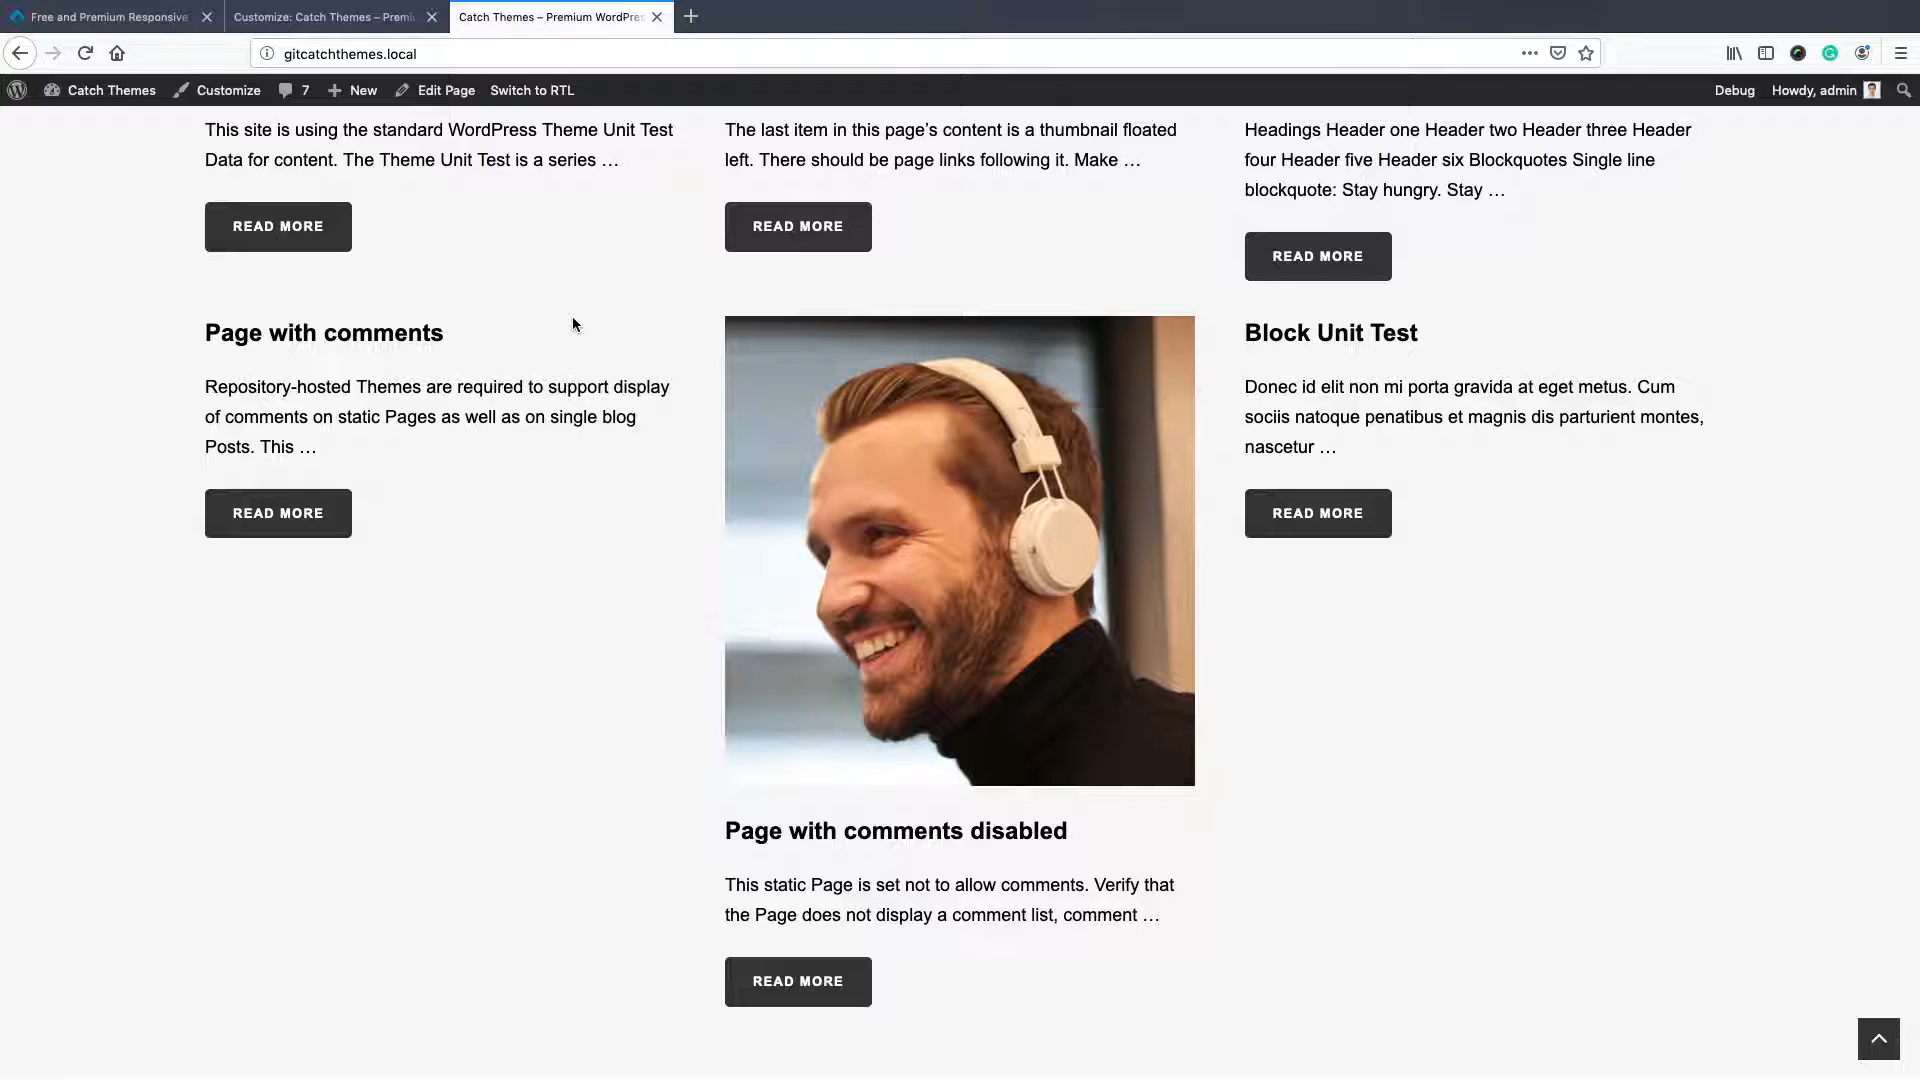 Free and Premium Responsive
Customize: Catch Themes – Premi
Catch Themes – Premium WordPres
gitcatchthemes.local
Catch Themes
Customize
7
New
Edit Page
Switch to RTL
Debug
Howdy, admin
This site is using the standard WordPress Theme Unit Test
Data for content. The Theme Unit Test is a series …
READ MORE
The last item in this page’s content is a thumbnail floated
left. There should be page links following it. Make …
READ MORE
Headings Header one Header two Header three Header
four Header five Header six Blockquotes Single line
blockquote: Stay hungry. Stay …
READ MORE
Page with comments
Repository-hosted Themes are required to support display
of comments on static Pages as well as on single blog
Posts. This …
READ MORE
Page with comments disabled
This static Page is set not to allow comments. Verify that
the Page does not display a comment list, comment …
READ MORE
Block Unit Test
Donec id elit non mi porta gravida at eget metus. Cum
sociis natoque penatibus et magnis dis parturient montes,
nascetur …
READ MORE